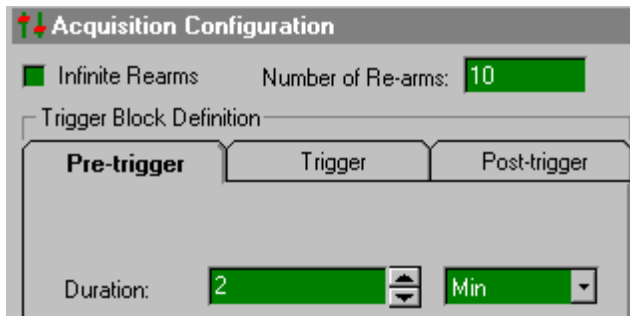 Acquisition Configuration
Infinite Rearms Number of Re-arms: 10
Trigger Block Definition
Pre-trigger Trigger Post-trigger
Duration: 2 Min